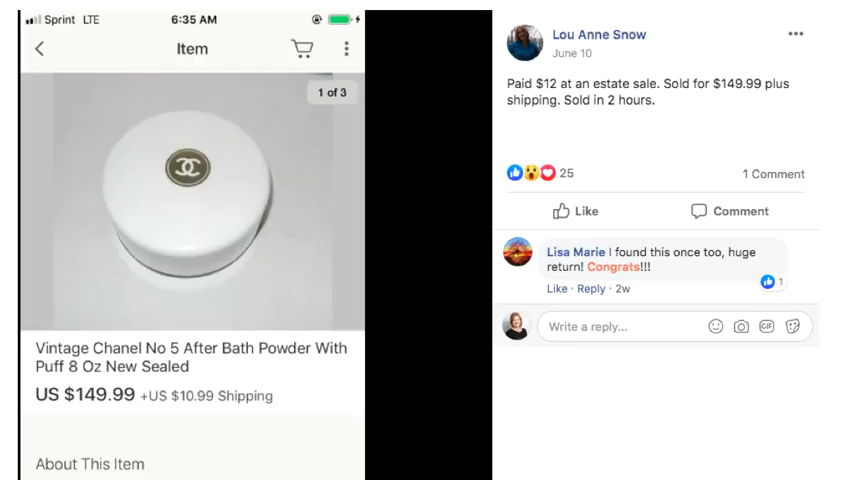 Sprint LTE 6:35 AM
Item
1 of 3
Vintage Chanel No 5 After Bath Powder With
Puff 8 Oz New Sealed
US $149.99 +US $10.99 Shipping
About This Item
Lou Anne Snow
June 10
Paid $12 at an estate sale. Sold for $149.99 plus
shipping. Sold in 2 hours.
25 1 Comment
Like Comment
Lisa Marie I found this once too, huge
return! Congrats!!!
1
Like · Reply · 2w
Write a reply...
GIF